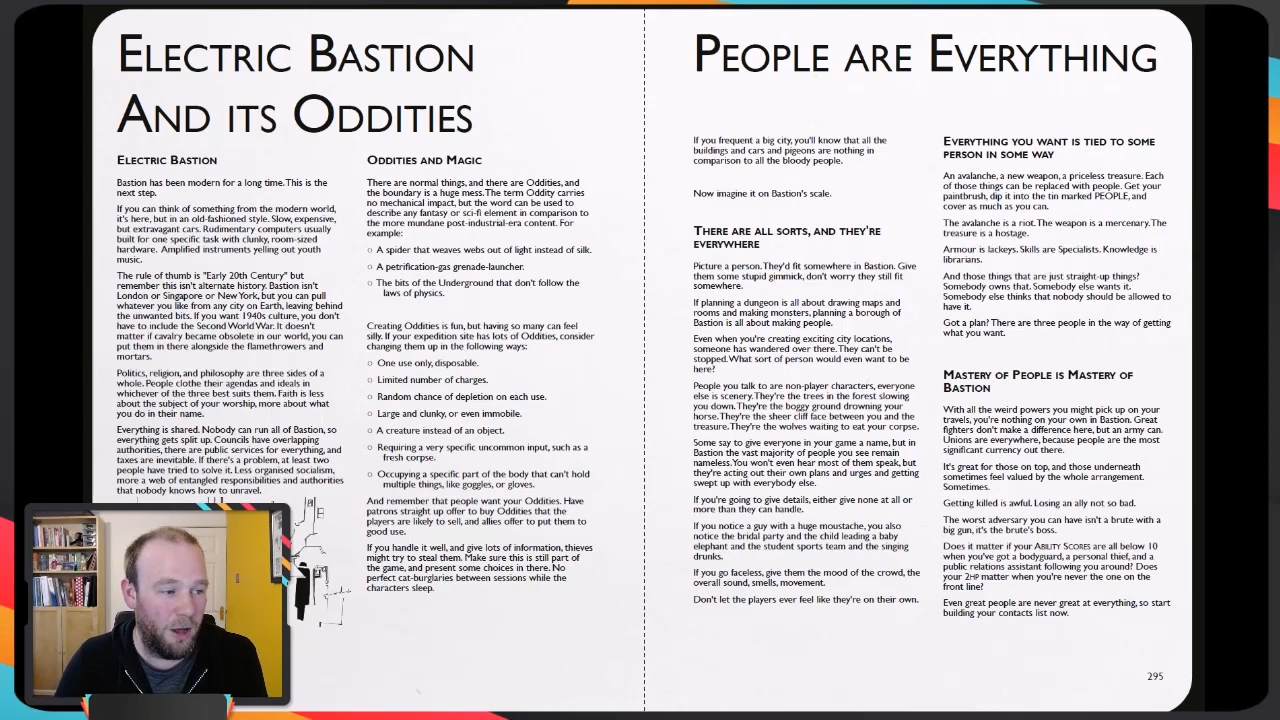 ELECTRIC BASTION
AND ITS ODDITIES
ELECTRIC BASTION
Bastion has been modern for a long time. This is the
next step.
If you can think of something from the modern world,
it's here, but in an old-fashioned style. Slow, expensive,
but extravagant cars. Rudimentary computers usually
built for one specific task with clunky, room-sized
hardware. Amplified instruments yelling out youth
music.
The rule of thumb is "Early 20th Century" but
remember this isn't alternate history. Bastion isn't
London or Singapore or New York, but you can pull
whatever you like from any city on Earth, leaving behind
the unwanted bits. If you want 1940s culture, you don't
have to include the Second World War. It doesn't
matter if cavalry became obsolete in our world, you can
put them in there alongside the flamethrowers and
mortars.
Politics, religion, and philosophy are three sides of a
whole. People clothe their agendas and ideals in
whichever of the three best suits them. Faith is less
about the subject of your worship, more about what
you do in their name.
Everything is shared. Nobody can run all of Bastion, so
everything gets split up. Councils have overlapping
authorities, there are public services for everything, and
taxes are inevitable. If there's a problem, at least two
people have tried to solve it. Less organised socialism,
more a web of entangled responsibilities and authorities
that nobody knows how to unravel.
ODDITIES AND MAGIC
There are normal things, and there are Oddities, and
the boundary is a huge mess. The term Oddity carries
no mechanical impact, but the word can be used to
describe any fantasy or sci-fi element in comparison to
the more mundane post-industrial-era content. For
example:
○ A spider that weaves webs out of light instead of silk.
○ A petrification-gas grenade-launcher.
○ The bits of the Underground that don't follow the
laws of physics.
Creating Oddities is fun, but having so many can feel
silly. If your expedition site has lots of Oddities, consider
changing them up in the following ways:
○ One use only, disposable.
○ Limited number of charges.
○ Random chance of depletion on each use.
○ Large and clunky, or even immobile.
○ A creature instead of an object.
○ Requiring a very specific uncommon input, such as a
fresh corpse.
○ Occupying a specific part of the body that can't hold
multiple things, like goggles, or gloves.
And remember that people want your Oddities. Have
patrons straight up offer to buy Oddities that the
players are likely to sell, and allies offer to put them to
good use.
If you handle it well, and give lots of information, thieves
might try to steal them. Make sure this is still part of
the game, and present some choices in there. No
perfect cat-burglaries between sessions while the
characters sleep.
PEOPLE ARE EVERYTHING
If you frequent a big city, you'll know that all the
buildings and cars and pigeons are nothing in
comparison to all the bloody people.
Now imagine it on Bastion's scale.
THERE ARE ALL SORTS, AND THEY'RE
EVERYWHERE
Picture a person. They'd fit somewhere in Bastion. Give
them some stupid gimmick, don't worry they still fit
somewhere.
If planning a dungeon is all about drawing maps and
rooms and making monsters, planning a borough of
Bastion is all about making people.
Even when you're creating exciting city locations,
someone has wandered over there. They can't be
stopped. What sort of person would even want to be
here?
People you talk to are non-player characters, everyone
else is scenery. They're the trees in the forest slowing
you down. They're the boggy ground drowning your
horse. They're the sheer cliff face between you and the
treasure. They're the wolves waiting to eat your corpse.
Some say to give everyone in your game a name, but in
Bastion the vast majority of people you see remain
nameless. You won't even hear most of them speak, but
they're acting out their own plans and urges and getting
swept up with everybody else.
If you're going to give details, either give none at all or
more than they can handle.
If you notice a guy with a huge moustache, you also
notice the bridal party and the child leading a baby
elephant and the student sports team and the singing
drunks.
If you go faceless, give them the mood of the crowd, the
overall sound, smells, movement.
Don't let the players ever feel like they're on their own.
EVERYTHING YOU WANT IS TIED TO SOME
PERSON IN SOME WAY
An avalanche, a new weapon, a priceless treasure. Each
of those things can be replaced with people. Get your
paintbrush, dip it into the tin marked PEOPLE, and
cover as much as you can.
The avalanche is a riot. The weapon is a mercenary. The
treasure is a hostage.
Armour is lackeys. Skills are Specialists. Knowledge is
librarians.
And those things that are just straight-up things?
Somebody owns that. Somebody else wants it.
Somebody else thinks that nobody should be allowed to
have it.
Got a plan? There are three people in the way of getting
what you want.
MASTERY OF PEOPLE IS MASTERY OF
BASTION
With all the weird powers you might pick up on your
travels, you're nothing on your own in Bastion. Great
fighters don't make a difference here, but an army can.
Unions are everywhere, because people are the most
significant currency out there.
It's great for those on top, and those underneath
sometimes feel valued by the whole arrangement.
Sometimes.
Getting killed is awful. Losing an ally not so bad.
The worst adversary you can have isn't a brute with a
big gun, it's the brute's boss.
Does it matter if your ABILITY SCORES are all below 10
when you've got a bodyguard, a personal thief, and a
public relations assistant following you around? Does
your 2HP matter when you're never the one on the
front line?
Even great people are never great at everything, so start
building your contacts list now.
295